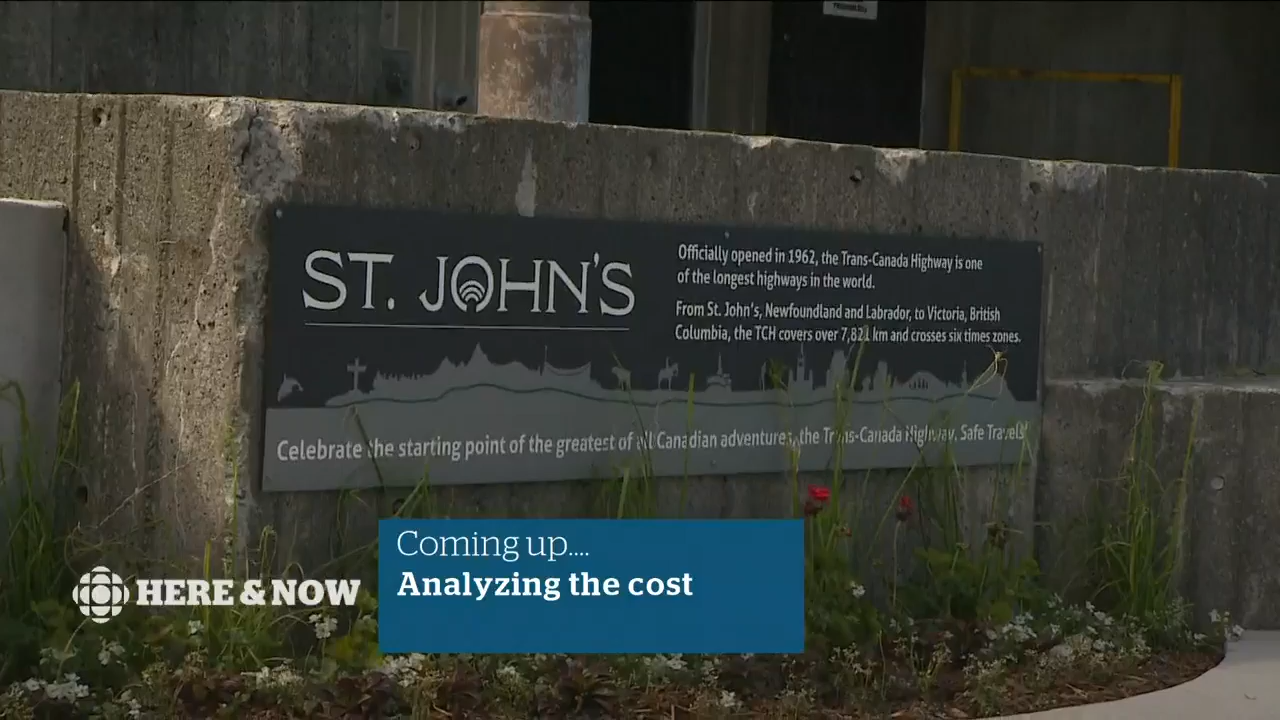 ST. JOHN'S
Officially opened in 1962, the Trans-Canada Highway is one
of the longest highways in the world.
From St. John's, Newfoundland and Labrador, to Victoria, British
Columbia, the TCH covers over 7,821 km and crosses six times zones.
Celebrate the starting point of the greatest of all Canadian adventures, the Trans-Canada Highway. Safe Travels!
Coming up....
Analyzing the cost
HERE & NOW